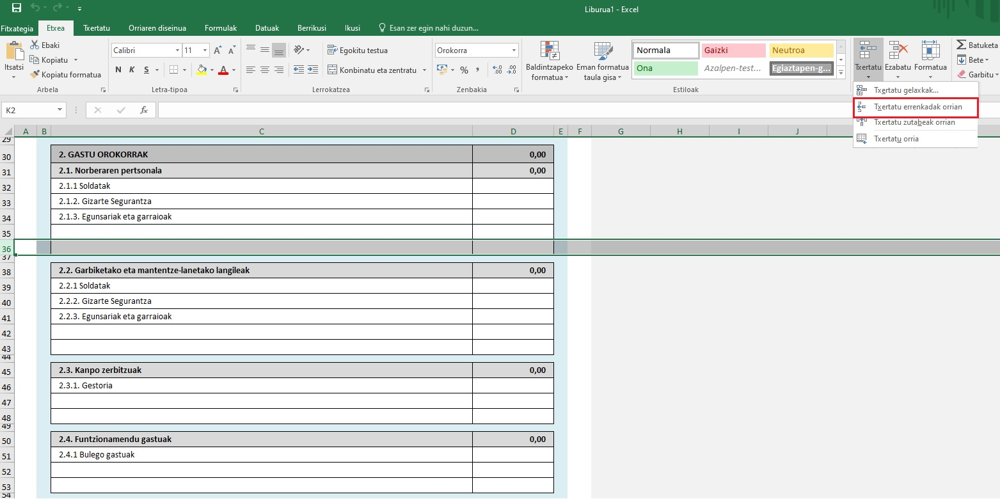 Liburua1 - Excel
Fitxategia Etxea Txertatu Orriaren diseinua Formulak Datuak Berrikusi Ikusi Esan zer egin nahi duzun...
Itsatsi
Ebaki
Kopiatu
Kopiatu formatua
Arbela
Calibri 11 A A
N K S A
Letra-tipoa
Egokitu testua
Konbinatu eta zentratu
Lerrokatzea
Orokorra
% ,
Zenbakia
Baldintzapeko formatua
Eman formatua taula gisa
Normala Gaizki Neutroa
Ona Azalpen-test... Egiaztapen-g...
Estiloak
Txertatu Ezabatu Formatua
Batuketa
Bete
Garbitu
Txertatu gelaxkak...
Txertatu errenkadak orrian
Txertatu zutabeak orrian
Txertatu orria
K2 fx
A B C D E F G H I J
29
30 2. GASTU OROKORRAK 0,00
31 2.1. Norberaren pertsonala 0,00
32 2.1.1 Soldatak
33 2.1.2. Gizarte Segurantza
34 2.1.3. Egunsariak eta garraioak
35
36
37
38 2.2. Garbiketako eta mantentze-lanetako langileak 0,00
39 2.2.1 Soldatak
40 2.2.2. Gizarte Segurantza
41 2.2.3. Egunsariak eta garraioak
42
43
44
45 2.3. Kanpo zerbitzuak 0,00
46 2.3.1. Gestoria
47
48
49
50 2.4. Funtzionamendu gastuak 0,00
51 2.4.1 Bulego gastuak
52
53
54